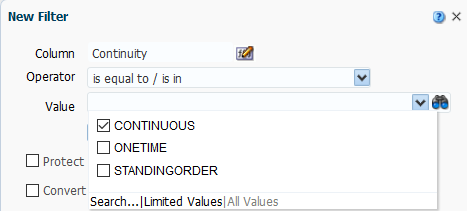 New Filter
Column Continuity
Operator is equal to / is in
Value
CONTINUOUS
ONETIME
STANDINGORDER
Protect
Convert
Search...|Limited Values|All Values